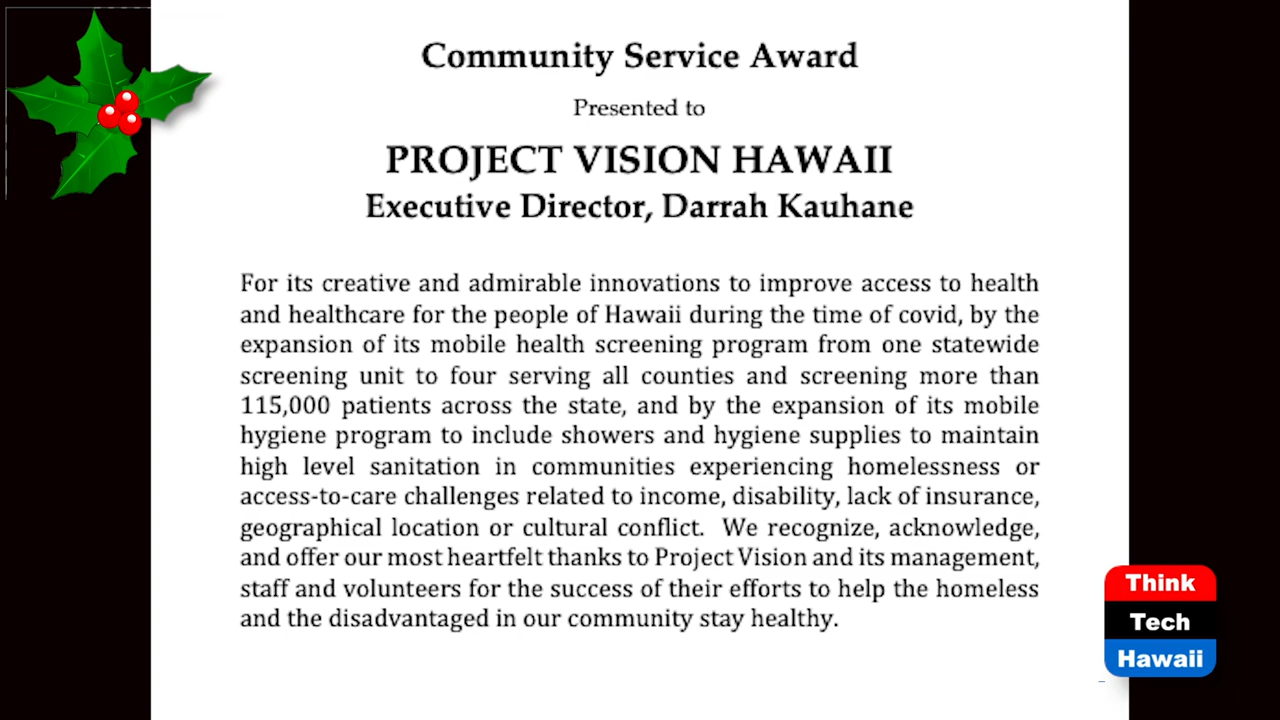 Community Service Award
Presented to
PROJECT VISION HAWAII
Executive Director, Darrah Kauhane
For its creative and admirable innovations to improve access to health
and healthcare for the people of Hawaii during the time of covid, by the
expansion of its mobile health screening program from one statewide
screening unit to four serving all counties and screening more than
115,000 patients across the state, and by the expansion of its mobile
hygiene program to include showers and hygiene supplies to maintain
high level sanitation in communities experiencing homelessness or
access-to-care challenges related to income, disability, lack of insurance,
geographical location or cultural conflict. We recognize, acknowledge,
and offer our most heartfelt thanks to Project Vision and its management,
staff and volunteers for the success of their efforts to help the homeless
and the disadvantaged in our community stay healthy.
Think
Tech
Hawaii